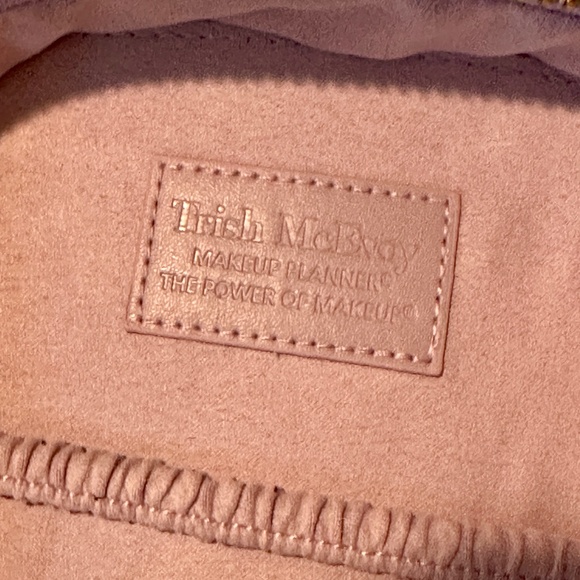 Trish McEvoy
MAKEUP PLANNER®
THE POWER OF MAKEUP®